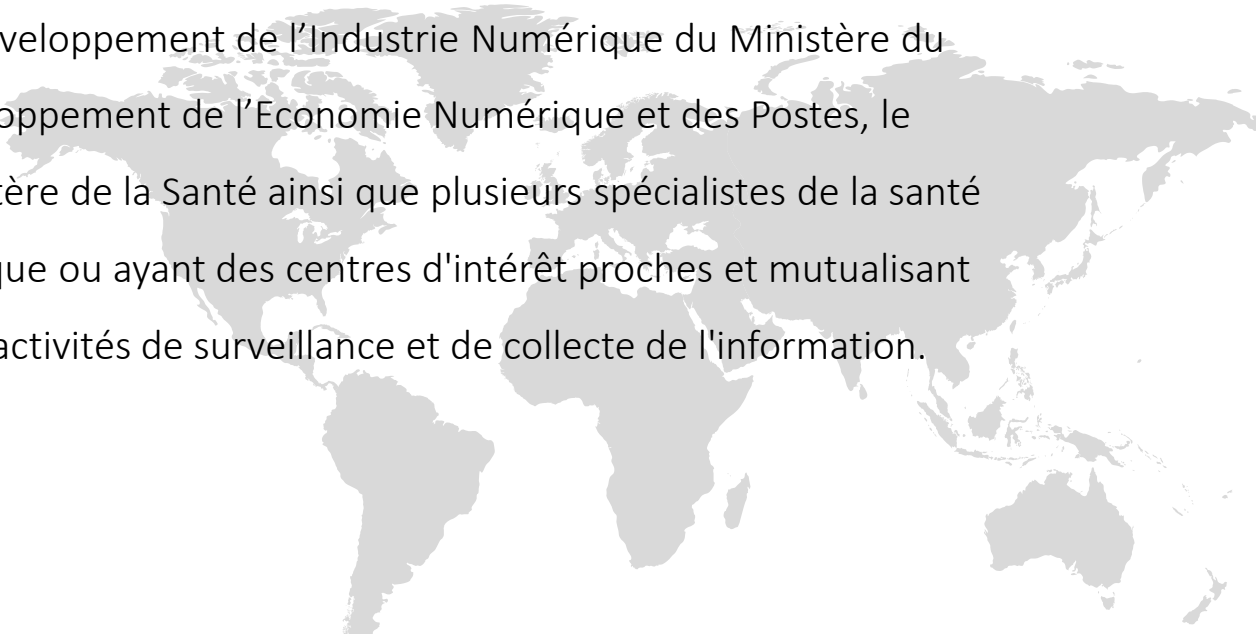 veloppement de l’Industrie Numérique du Ministère du
oppement de l’Economie Numérique et des Postes, le
tère de la Santé ainsi que plusieurs spécialistes de la santé
que ou ayant des centres d'intérêt proches et mutualisant
activités de surveillance et de collecte de l'information.